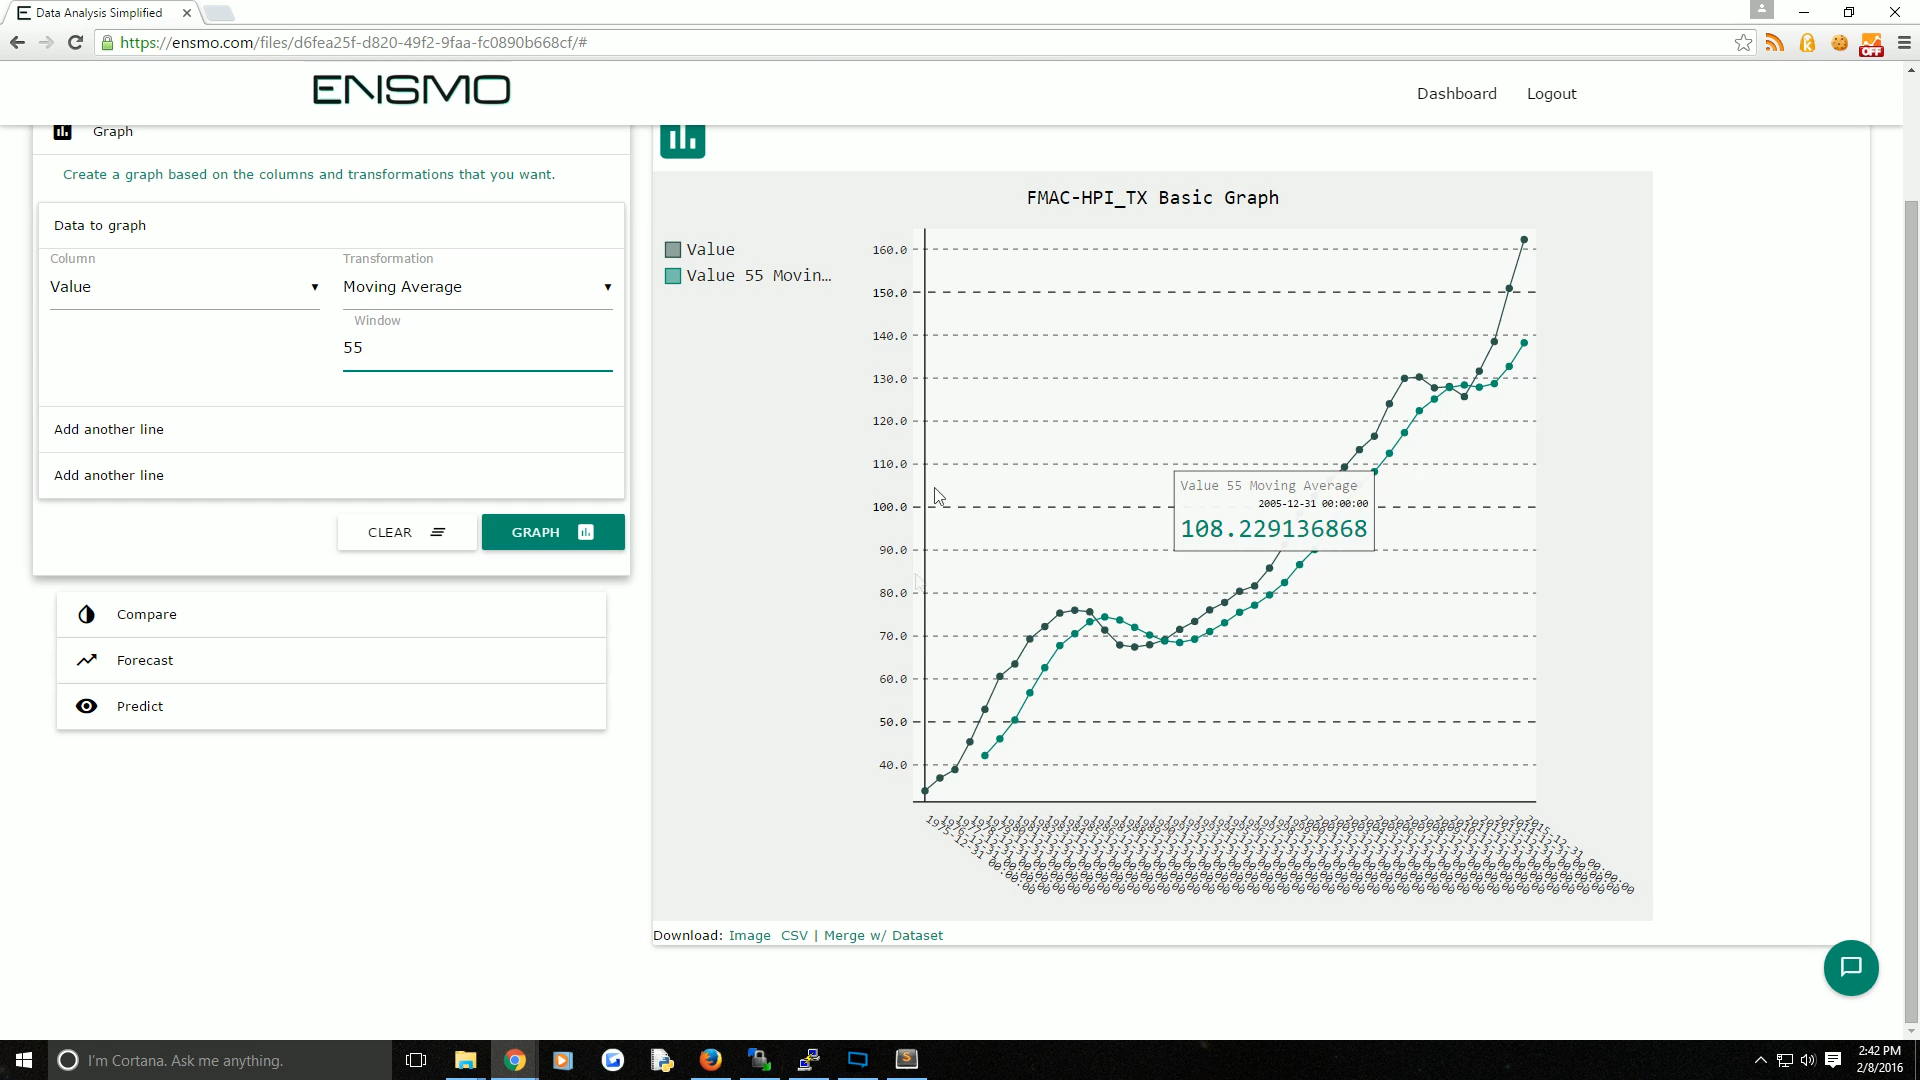 Data Analysis Simplified
https://ensmo.com/files/d6fea25f-d820-49f2-9faa-fc0890b668cf/#
OFF
ENSMO
Dashboard
Logout
Graph
Create a graph based on the columns and transformations that you want.
Data to graph
Column
Transformation
Value
Moving Average
Window
55
Add another line
Add another line
CLEAR
GRAPH
Compare
Forecast
Predict
FMAC-HPI_TX Basic Graph
Value
Value 55 Movin…
160.0
150.0
140.0
130.0
120.0
110.0
100.0
90.0
80.0
70.0
60.0
50.0
40.0
Value 55 Moving Average
2005-12-31 00:00:00
108.229136868
Download: Image CSV | Merge w/ Dataset
I'm Cortana. Ask me anything.
2:42 PM
2/8/2016